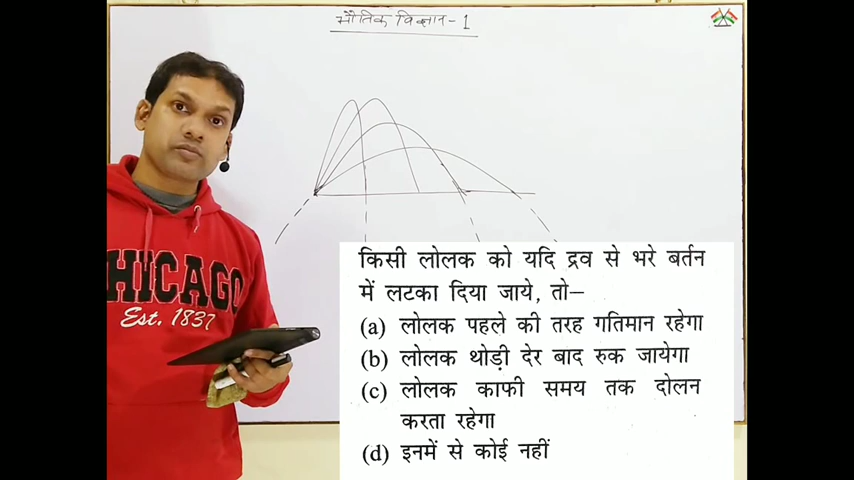 भौतिक विज्ञान-1
CHICAGO
Est. 1837
किसी लोलक को यदि द्रव से भरे बर्तन
में लटका दिया जाये, तो–
(a) लोलक पहले की तरह गतिमान रहेगा
(b) लोलक थोड़ी देर बाद रुक जायेगा
(c) लोलक काफी समय तक दोलन
करता रहेगा
(d) इनमें से कोई नहीं